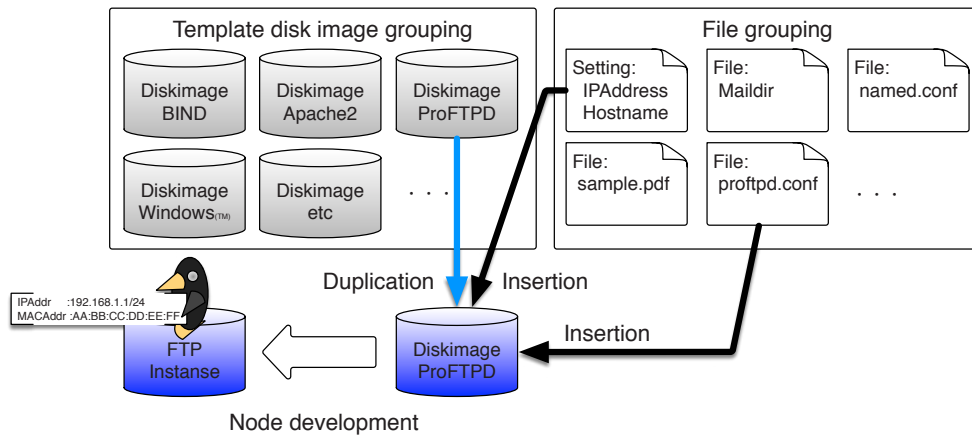 Template disk image grouping
Diskimage
BIND
Diskimage
Apache2
Diskimage
ProFTPD
Diskimage
Windows(TM)
Diskimage
etc
. . .
File grouping
Setting:
IPAddress
Hostname
File:
Maildir
File:
named.conf
File:
sample.pdf
File:
proftpd.conf
. . .
Duplication
Insertion
Insertion
IPAddr :192.168.1.1/24
MACAddr :AA:BB:CC:DD:EE:FF
FTP
Instanse
Diskimage
ProFTPD
Node development